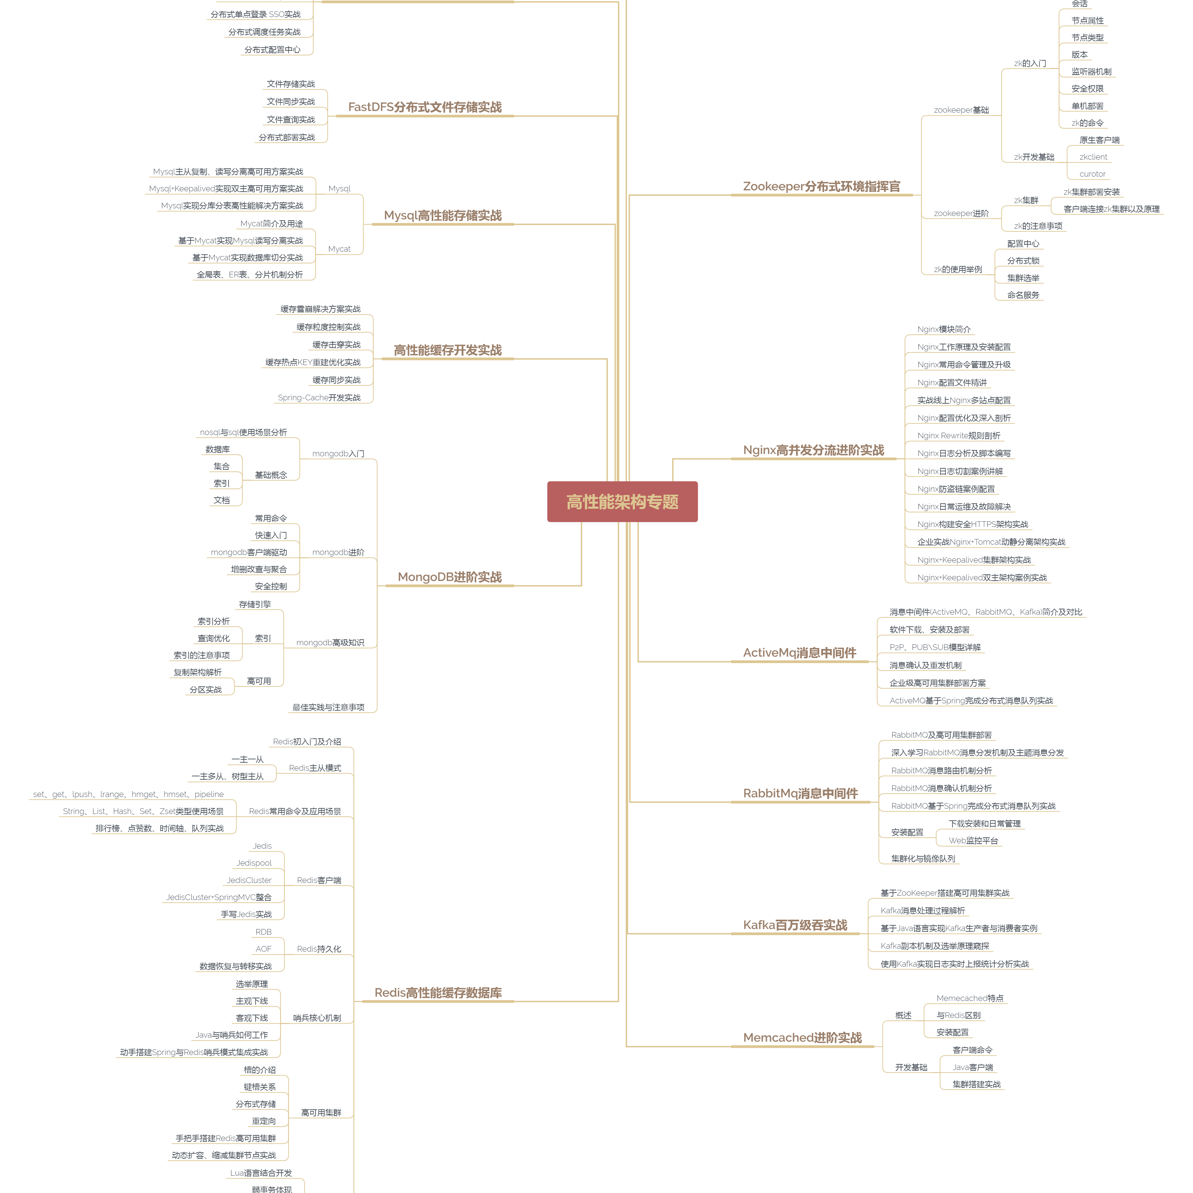 分布式单点登录 SSO实战
分布式调度任务实战
分布式配置中心
文件存储实战
文件同步实战
文件查询实战
分布式部署实战
FastDFS分布式文件存储实战
Mysql主从复制、读写分离高可用方案实战
Mysql+Keepalived实现双主高可用方案实战
Mysql实现分库分表高性能解决方案实战
Mysql
Mycat简介及用途
基于Mycat实现Mysql读写分离实战
基于Mycat实现数据库切分实战
全局表、ER表、分片机制分析
Mycat
Mysql高性能存储实战
缓存雪崩解决方案实战
缓存粒度控制实战
缓存击穿实战
缓存热点KEY重建优化实战
缓存同步实战
Spring-Cache开发实战
高性能缓存开发实战
nosql与sql使用场景分析
数据库
集合
索引
文档
基础概念
mongodb入门
常用命令
快速入门
mongodb客户端驱动
增删改查与聚合
安全控制
mongodb进阶
存储引擎
索引分析
查询优化
索引的注意事项
索引
复制架构解析
分区实战
高可用
mongodb高级知识
最佳实践与注意事项
MongoDB进阶实战
Redis初入门及介绍
一主一从
一主多从、树型主从
Redis主从模式
set、get、lpush、lrange、hmget、hmset、pipeline
String、List、Hash、Set、Zset类型使用场景
排行榜、点赞数、时间轴、队列实战
Redis常用命令及应用场景
Jedis
Jedispool
JedisCluster
JedisCluster+SpringMVC整合
手写Jedis实战
Redis客户端
RDB
AOF
数据恢复与转移实战
Redis持久化
选举原理
主观下线
客观下线
Java与哨兵如何工作
动手搭建Spring与Redis哨兵模式集成实战
哨兵核心机制
槽的介绍
键槽关系
分布式存储
重定向
手把手搭建Redis高可用集群
动态扩容、缩减集群节点实战
高可用集群
Lua语言结合开发
Redis高性能缓存数据库
高性能架构专题
会话
节点属性
节点类型
版本
监听器机制
安全权限
单机部署
zk的命令
zk的入门
原生客户端
zkclient
curotor
zk开发基础
zookeeper基础
zk集群部署安装
客户端连接zk集群以及原理
zk集群
zk的注意事项
zookeeper进阶
配置中心
分布式锁
集群选举
命名服务
zk的使用举例
Zookeeper分布式环境指挥官
Nginx模块简介
Nginx工作原理及安装配置
Nginx常用命令管理及升级
Nginx配置文件精讲
实战线上Nginx多站点配置
Nginx配置优化及深入剖析
Nginx Rewrite规则剖析
Nginx日志分析及脚本编写
Nginx日志切割案例讲解
Nginx防盗链案例配置
Nginx日常运维及故障解决
Nginx构建安全HTTPS架构实战
企业实战Nginx+Tomcat动静分离架构实战
Nginx+Keepalived集群架构实战
Nginx+Keepalived双主架构案例实战
Nginx高并发分流进阶实战
消息中间件(ActiveMQ、RabbitMQ、Kafka)简介及对比
软件下载、安装及部署
P2P、PUB\SUB模型详解
消息确认及重发机制
企业级高可用集群部署方案
ActiveMQ基于Spring完成分布式消息队列实战
ActiveMq消息中间件
RabbitMQ及高可用集群部署
深入学习RabbitMQ消息分发机制及主题消息分发
RabbitMQ消息路由机制分析
RabbitMQ消息确认机制分析
RabbitMQ基于Spring完成分布式消息队列实战
下载安装和日常管理
Web监控平台
安装配置
集群化与镜像队列
RabbitMq消息中间件
基于ZooKeeper搭建高可用集群实战
Kafka消息处理过程解析
基于Java语言实现Kafka生产者与消费者实例
Kafka副本机制及选举原理窥探
使用Kafka实现日志实时上报统计分析实战
Kafka百万级吞实战
Memecached特点
与Redis区别
安装配置
概述
客户端命令
Java客户端
集群搭建实战
开发基础
Memcached进阶实战